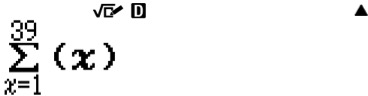 √□ D ▲
39
∑ (x)
x=1